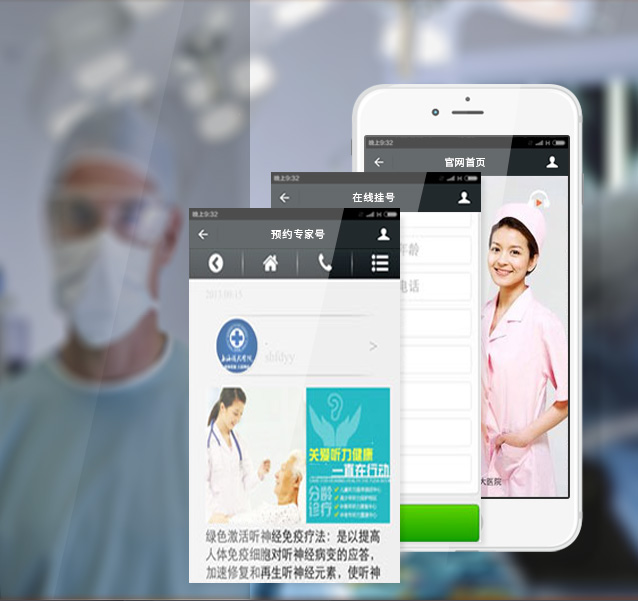 晚上9:32
官网首页
大医院
晚上9:32
在线挂号
年龄
电话
晚上9:32
预约专家号
2015.09.15
sbfdyy
关爱听力健康
一直在行动
分龄
诊疗
绿色激活听神经免疫疗法：是以提高
人体免疫细胞对听神经病变的应答，
加速修复和再生听神经元素，使听神